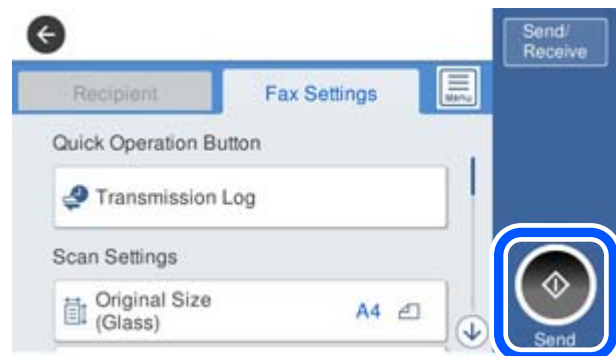 Send/
Receive
Recipient
Fax Settings
Menu
Quick Operation Button
Transmission Log
Scan Settings
Original Size
(Glass)
A4
Send